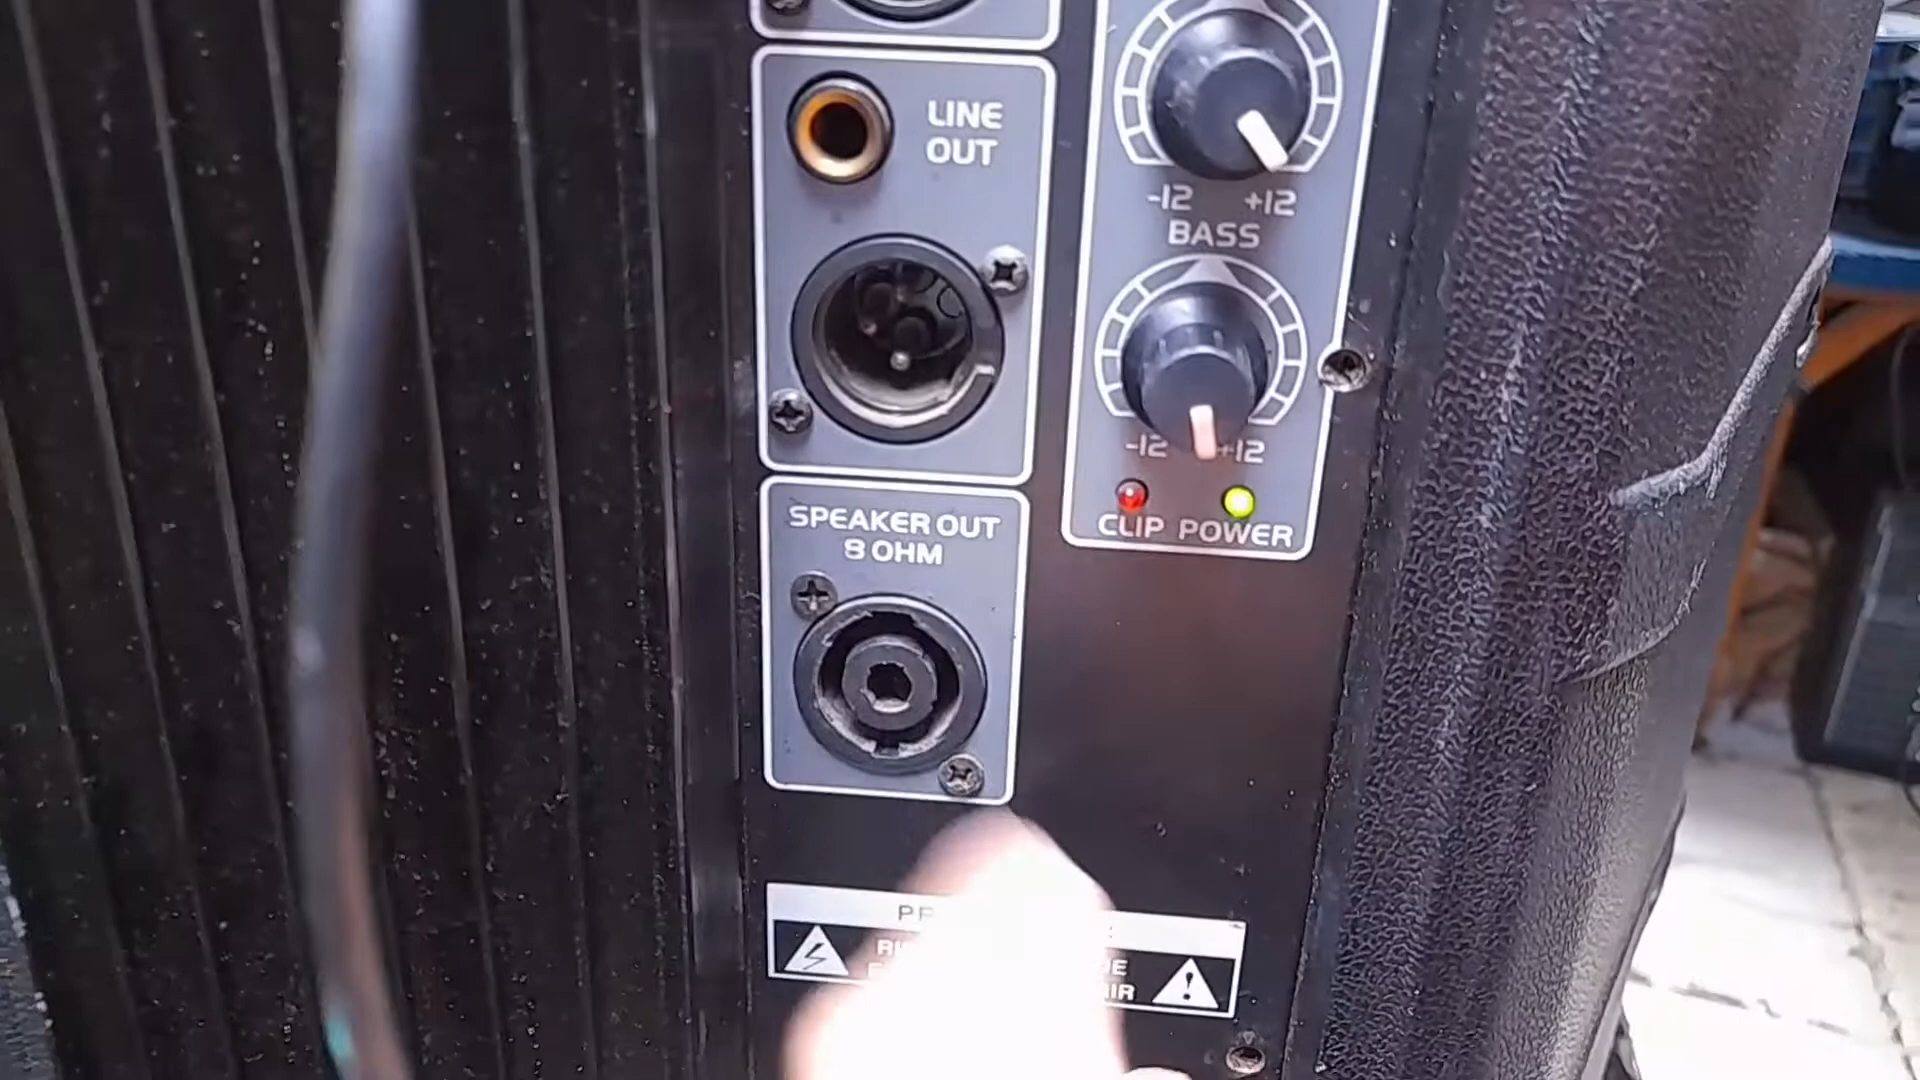 LINE
OUT
-12 +12
BASS
-12 +12
CLIP POWER
SPEAKER OUT
8 OHM